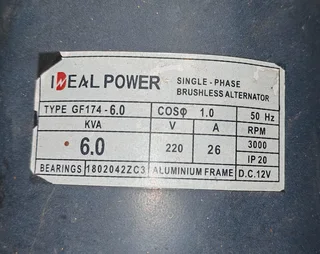 IDEAL POWER
SINGLE-PHASE
BRUSHLESS ALTERNATOR
TYPE GF174-6.0 COSΦ 1.0 50 Hz
KVA V A RPM
6.0 220 26 3000
IP 20
BEARINGS 1802042ZC3 ALUMINIUM FRAME D.C.12V